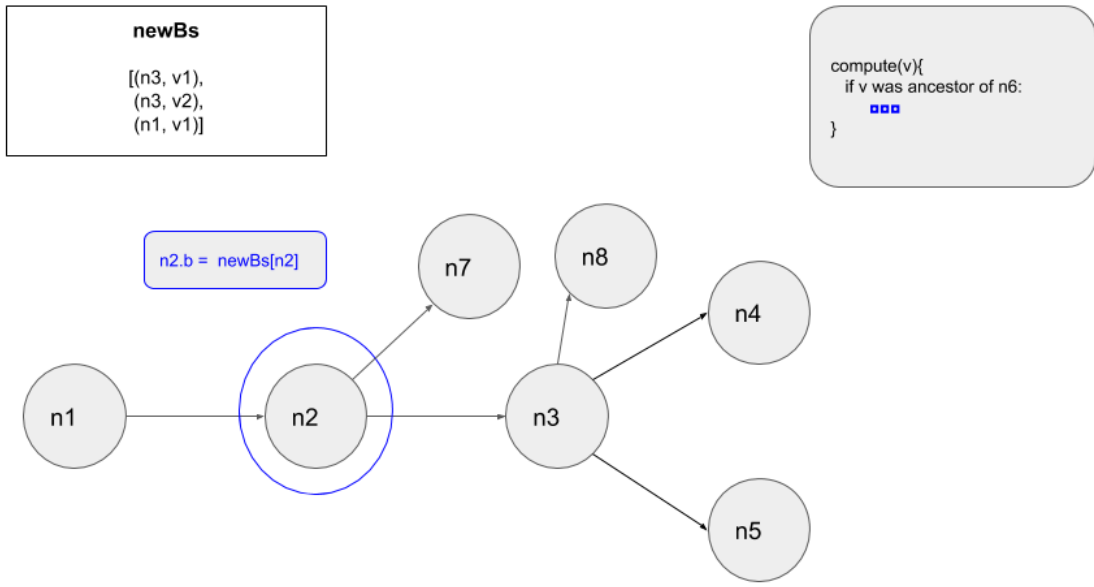 newBs
[(n3, v1),
(n3, v2),
(n1, v1)]
compute(v){
if v was ancestor of n6:
}
n2.b = newBs[n2]
n7
n8
n4
n1
n2
n3
n5